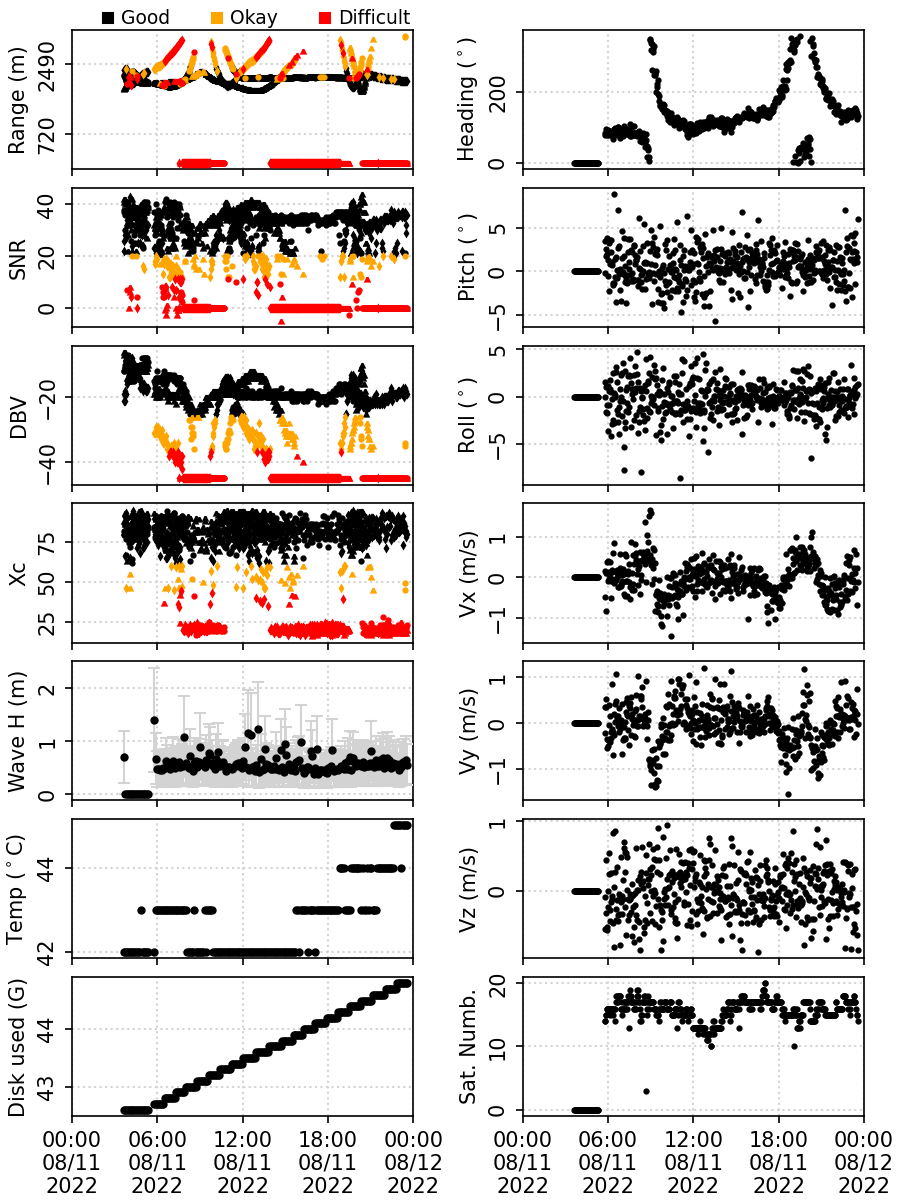 Good Okay Difficult
Range (m)
2490
720
Heading (°)
200
0
SNR
40
20
0
Pitch (°)
5
0
−5
DBV
−20
−40
Roll (°)
5
0
−5
Xc
75
50
25
Vx (m/s)
1
0
−1
Wave H (m)
2
1
0
Vy (m/s)
1
0
−1
Temp (°C)
44
42
Vz (m/s)
1
0
Disk used (G)
44
43
Sat. Numb.
20
10
0
00:00 06:00 12:00 18:00 00:00
08/11 08/11 08/11 08/11 08/12
2022 2022 2022 2022 2022
00:00 06:00 12:00 18:00 00:00
08/11 08/11 08/11 08/11 08/12
2022 2022 2022 2022 2022